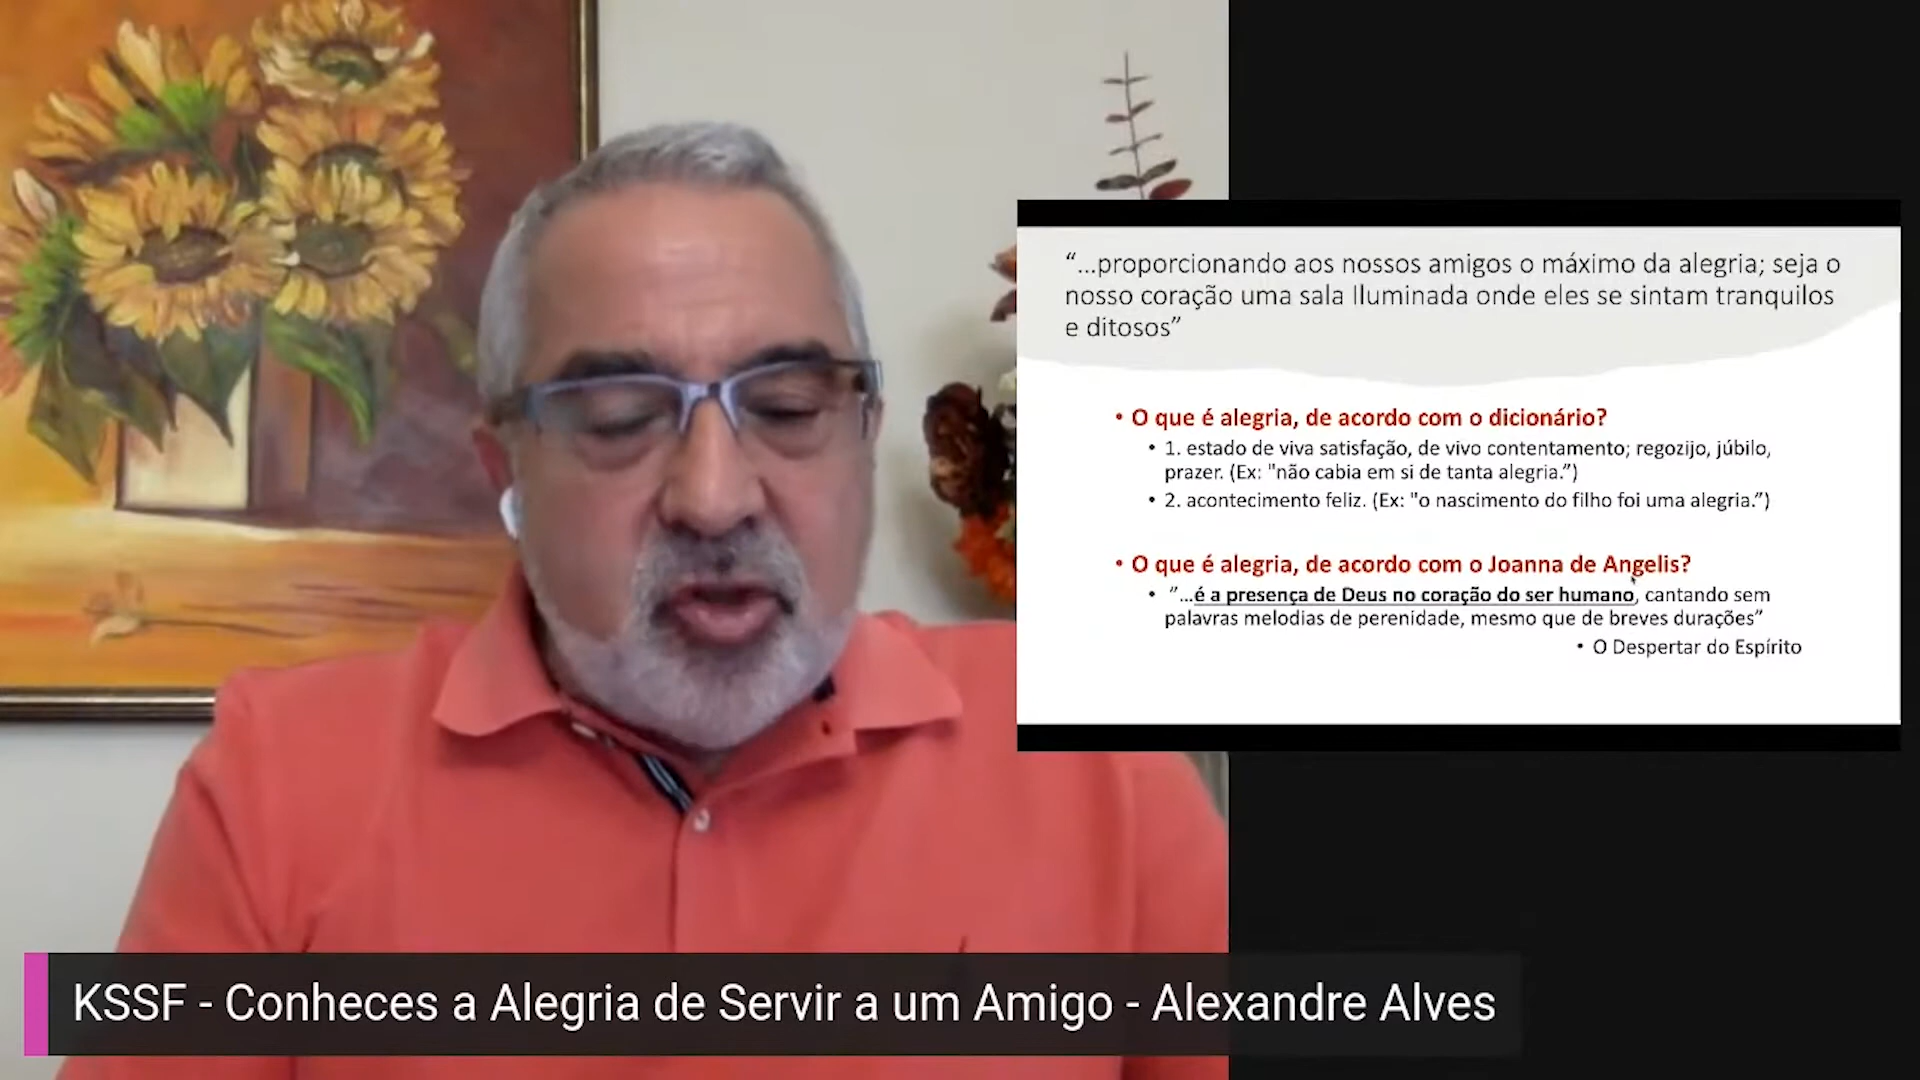 “...proporcionando aos nossos amigos o máximo da alegria; seja o
nosso coração uma sala Iluminada onde eles se sintam tranquilos
e ditosos”
• O que é alegria, de acordo com o dicionário?
• 1. estado de viva satisfação, de vivo contentamento; regozijo, júbilo,
prazer. (Ex: "não cabia em si de tanta alegria.”)
• 2. acontecimento feliz. (Ex: "o nascimento do filho foi uma alegria.”)
• O que é alegria, de acordo com o Joanna de Angelis?
• “...é a presença de Deus no coração do ser humano, cantando sem
palavras melodias de perenidade, mesmo que de breves durações”
• O Despertar do Espírito
KSSF - Conheces a Alegria de Servir a um Amigo - Alexandre Alves